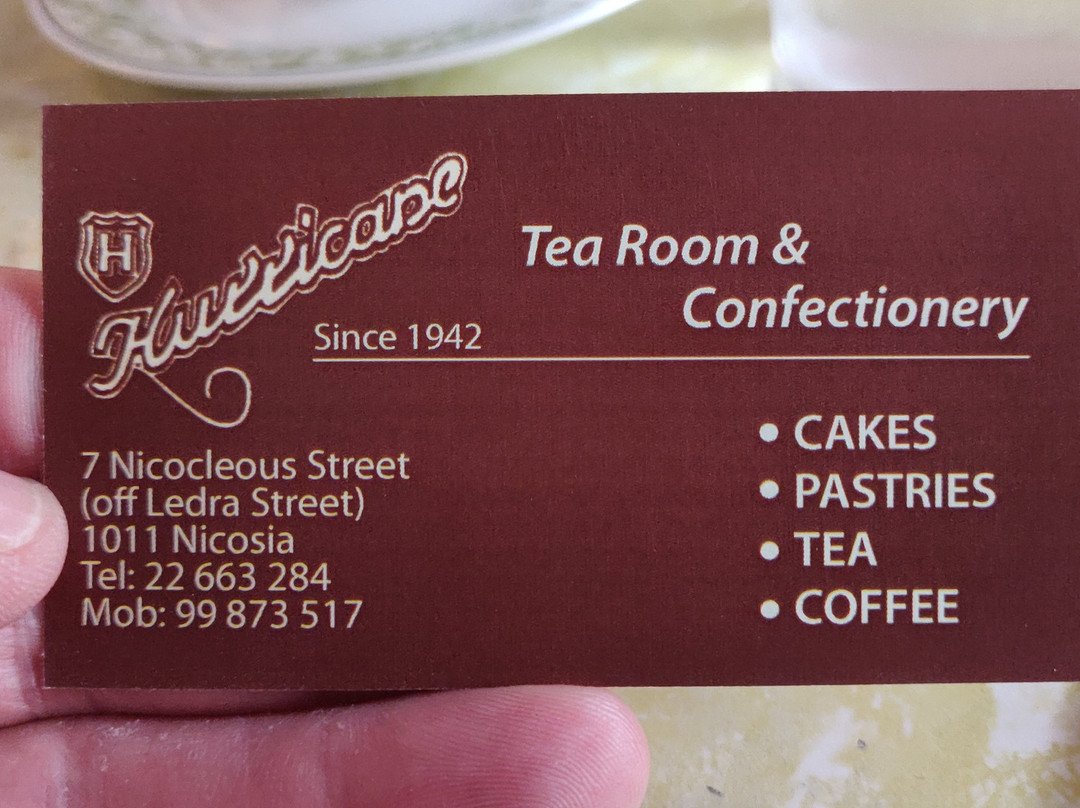 H
Hurricane
Since 1942
Tea Room &
Confectionery
7 Nicocleous Street
(off Ledra Street)
1011 Nicosia
Tel: 22 663 284
Mob: 99 873 517
• CAKES
• PASTRIES
• TEA
• COFFEE